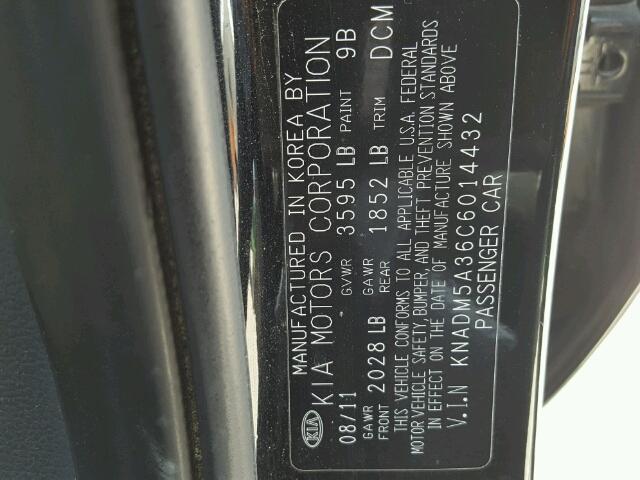 MANUFACTURED IN KOREA BY
KIA KIA MOTORS CORPORATION
08/11 GVWR 3595 LB PAINT 9B
GAWR FRONT 2028 LB GAWR REAR 1852 LB TRIM DCM
THIS VEHICLE CONFORMS TO ALL APPLICABLE U.S.A. FEDERAL
MOTOR VEHICLE SAFETY, BUMPER, AND THEFT PREVENTION STANDARDS
IN EFFECT ON THE DATE OF MANUFACTURE SHOWN ABOVE
V.I.N KNADM5A36C6014432
PASSENGER CAR